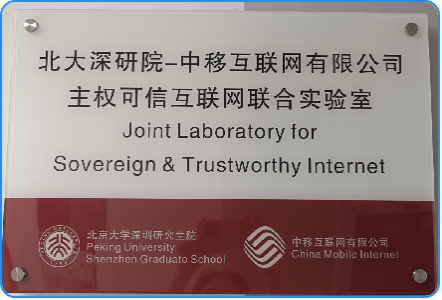 北大深研院-中移互联网有限公司
主权可信互联网联合实验室
Joint Laboratory for
Sovereign & Trustworthy Internet
北京大学深圳研究生院
Peking University
Shenzhen Graduate School
中移互联网有限公司
China Mobile Internet